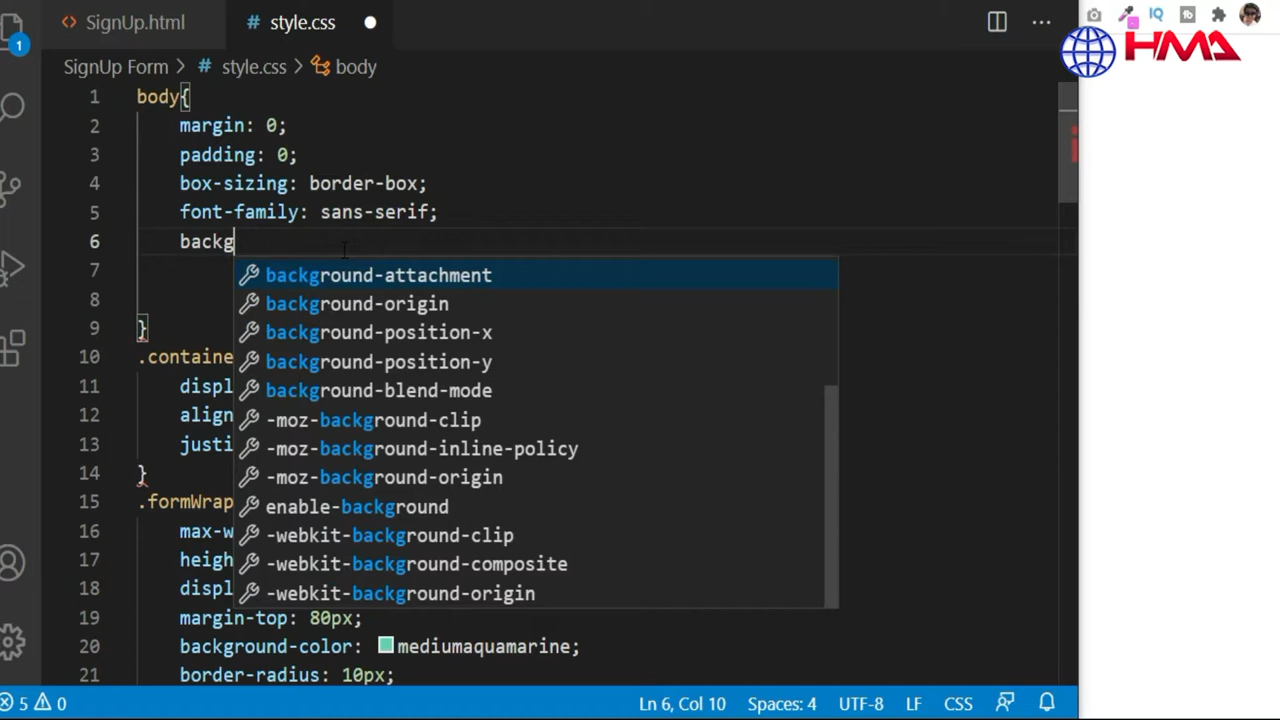 SignUp.html
# style.css
SignUp Form > # style.css > body
1 body{
2 margin: 0;
3 padding: 0;
4 box-sizing: border-box;
5 font-family: sans-serif;
6 backg
7 background-attachment
8 background-origin
9 } background-position-x
10 .containe background-position-y
11 displ background-blend-mode
12 align -moz-background-clip
13 justi -moz-background-inline-policy
14 } -moz-background-origin
15 .formWrap enable-background
16 max-w -webkit-background-clip
17 heigh -webkit-background-composite
18 displ -webkit-background-origin
19 margin-top: 80px;
20 background-color: mediumaquamarine;
21 border-radius: 10px;
5 0 Ln 6, Col 10 Spaces: 4 UTF-8 LF CSS
1
IQ
HMA